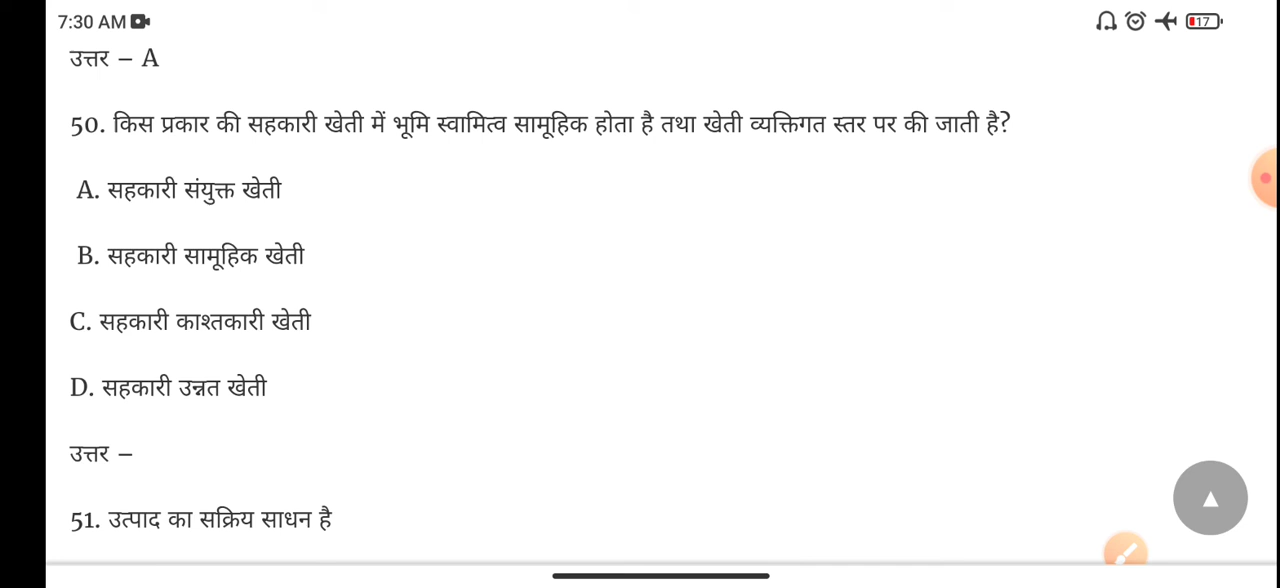 7:30 AM
17
उत्तर – A
50. किस प्रकार की सहकारी खेती में भूमि स्वामित्व सामूहिक होता है तथा खेती व्यक्तिगत स्तर पर की जाती है?
A. सहकारी संयुक्त खेती
B. सहकारी सामूहिक खेती
C. सहकारी काश्तकारी खेती
D. सहकारी उन्नत खेती
उत्तर –
51. उत्पाद का सक्रिय साधन है